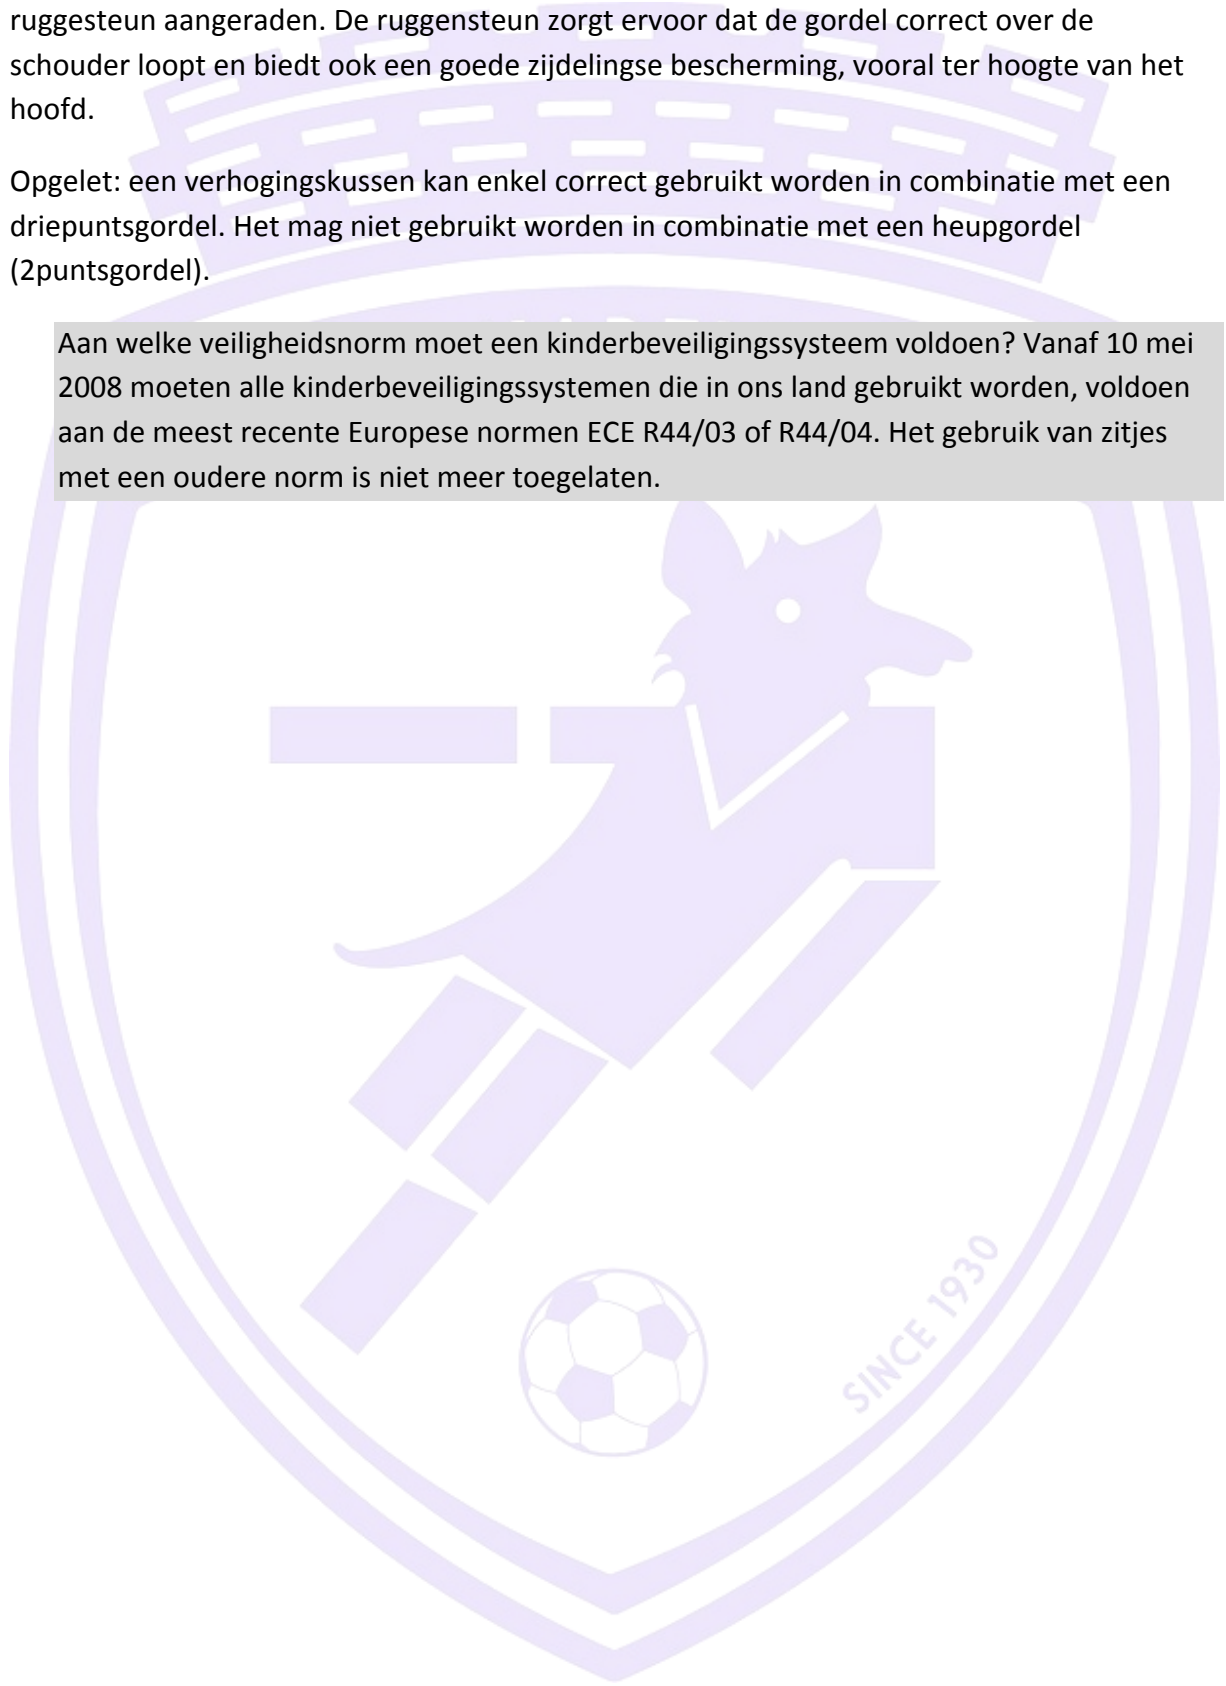 ruggesteun aangeraden. De ruggensteun zorgt ervoor dat de gordel correct over de
schouder loopt en biedt ook een goede zijdelingse bescherming, vooral ter hoogte van het
hoofd.
Opgelet: een verhogingskussen kan enkel correct gebruikt worden in combinatie met een
driepuntsgordel. Het mag niet gebruikt worden in combinatie met een heupgordel
(2puntsgordel).
Aan welke veiligheidsnorm moet een kinderbeveiligingssysteem voldoen? Vanaf 10 mei
2008 moeten alle kinderbeveiligingssystemen die in ons land gebruikt worden, voldoen
aan de meest recente Europese normen ECE R44/03 of R44/04. Het gebruik van zitjes
met een oudere norm is niet meer toegelaten.
SINCE 1930